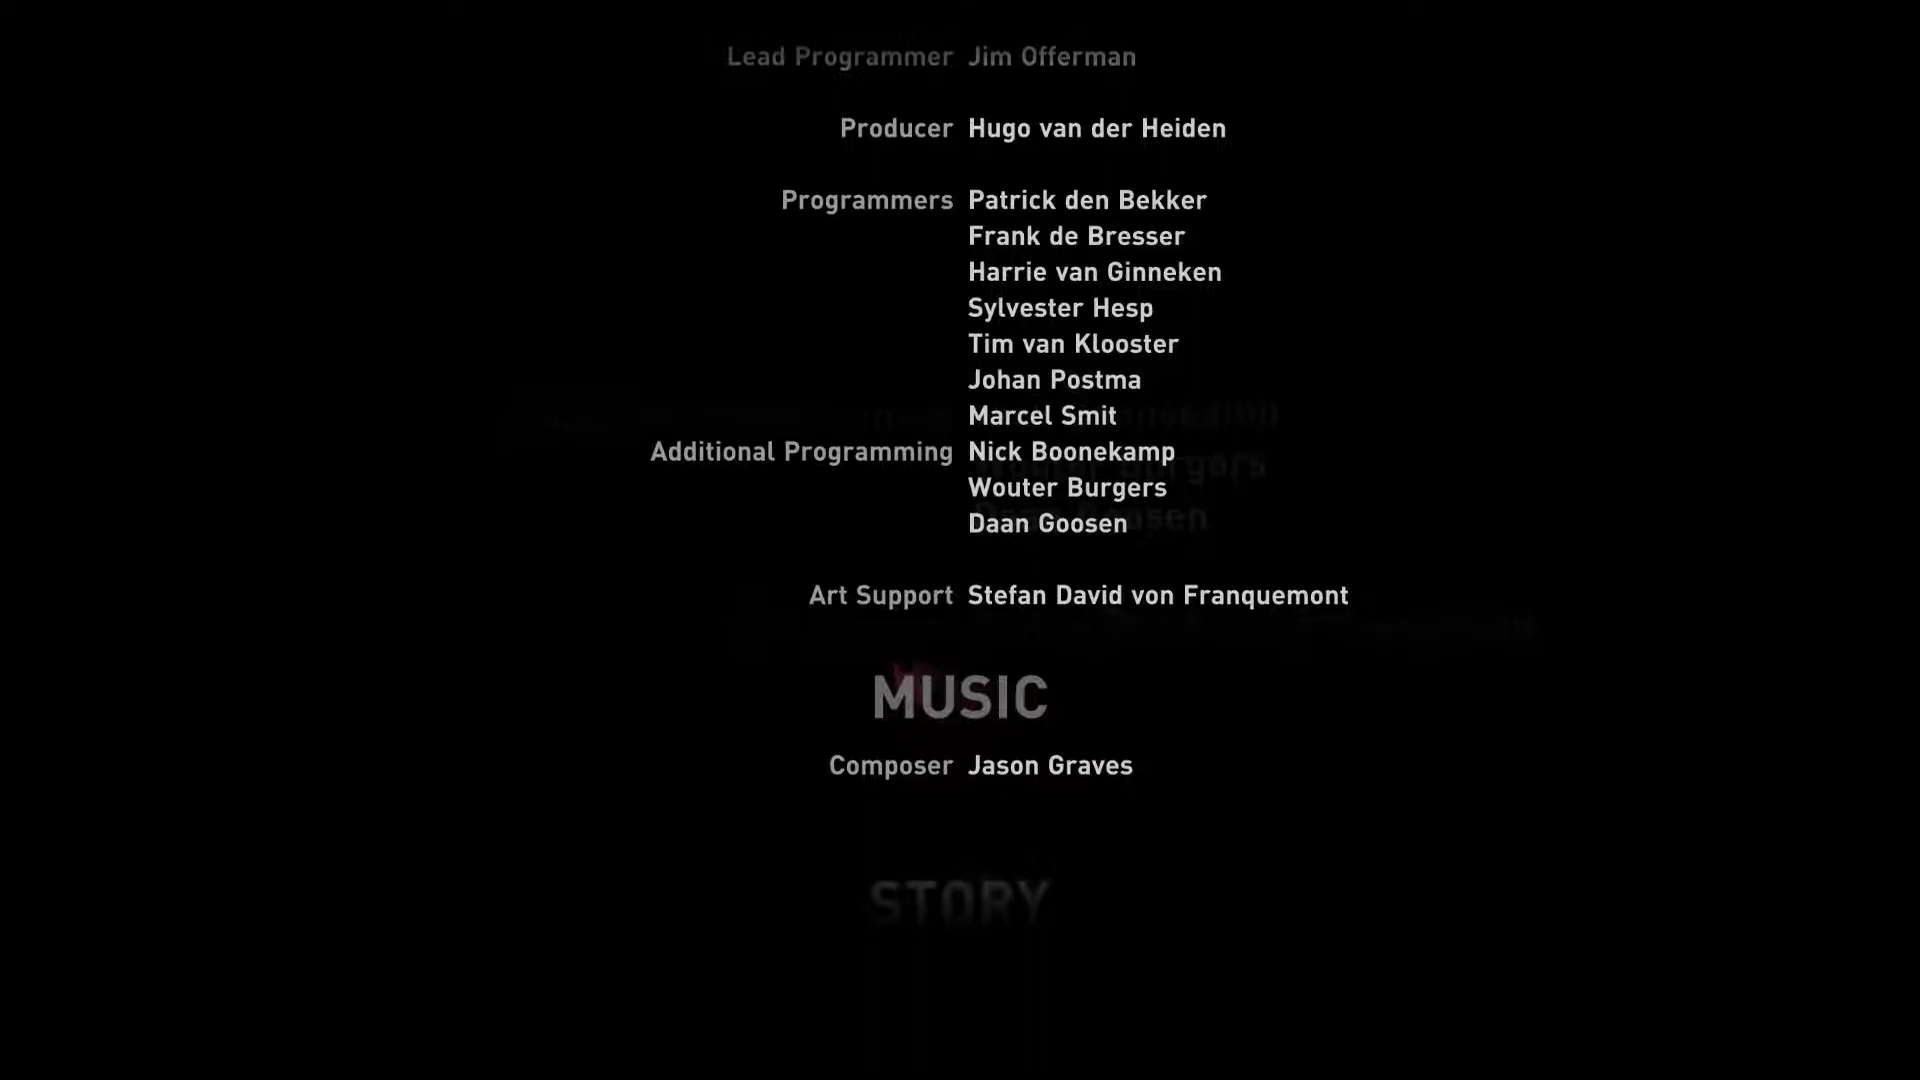 Lead Programmer Jim Offerman
Producer Hugo van der Heiden
Programmers Patrick den Bekker
Frank de Bresser
Harrie van Ginneken
Sylvester Hesp
Tim van Klooster
Johan Postma
Marcel Smit
Additional Programming Nick Boonekamp
Wouter Burgers
Daan Goosen
Art Support Stefan David von Franquemont
MUSIC
Composer Jason Graves
STORY